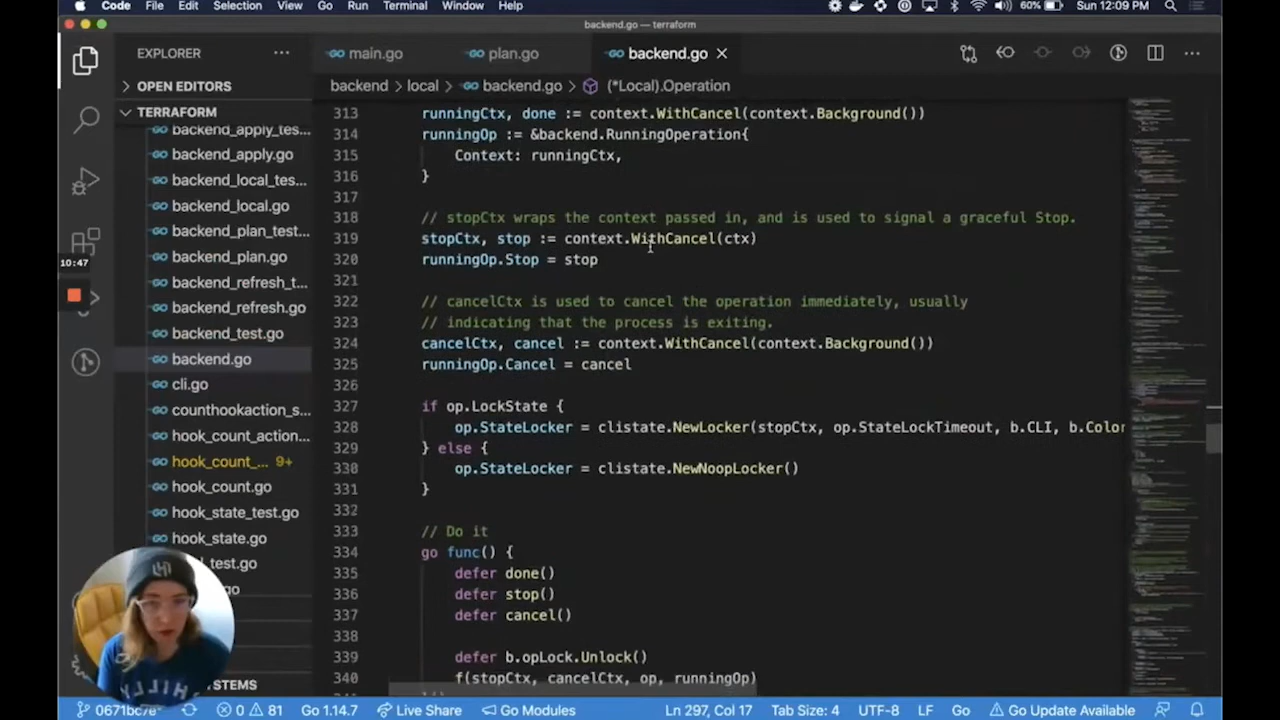 Code File Edit Selection View Go Run Terminal Window Help 60% Sun 12:09 PM
backend.go — terraform
EXPLORER ··· main.go plan.go backend.go
OPEN EDITORS
backend > local > backend.go > (*Local).Operation
TERRAFORM
backend_apply_tes...
backend_apply.go
backend_local_tes...
backend_local.go
backend_plan_test...
backend_plan.go
backend_refresh_t...
backend_refresh.go
backend_test.go
backend.go
cli.go
counthookaction_s...
hook_count_action...
hook_count_... 9+
hook_count.go
hook_state_test.go
hook_state.go
_test.go
10:47
313 runningCtx, done := context.WithCancel(context.Background())
314 runningOp := &backend.RunningOperation{
315 Context: runningCtx,
316 }
317
318 // stopCtx wraps the context passed in, and is used to signal a graceful Stop.
319 stopCtx, stop := context.WithCancel(ctx)
320 runningOp.Stop = stop
321
322 // cancelCtx is used to cancel the operation immediately, usually
323 // indicating that the process is exiting.
324 cancelCtx, cancel := context.WithCancel(context.Background())
325 runningOp.Cancel = cancel
326
327 if op.LockState {
328 op.StateLocker = clistate.NewLocker(stopCtx, op.StateLockTimeout, b.CLI, b.Color
329 } else {
330 op.StateLocker = clistate.NewNoopLocker()
331 }
332
333 // Do it
334 go func() {
335 defer done()
336 defer stop()
337 defer cancel()
338
339 defer b.opLock.Unlock()
340 f(stopCtx, cancelCtx, op, runningOp)
0671bc7e* 0 81 Go 1.14.7 Live Share Go Modules Ln 297, Col 17 Tab Size: 4 UTF-8 LF Go Go Update Available